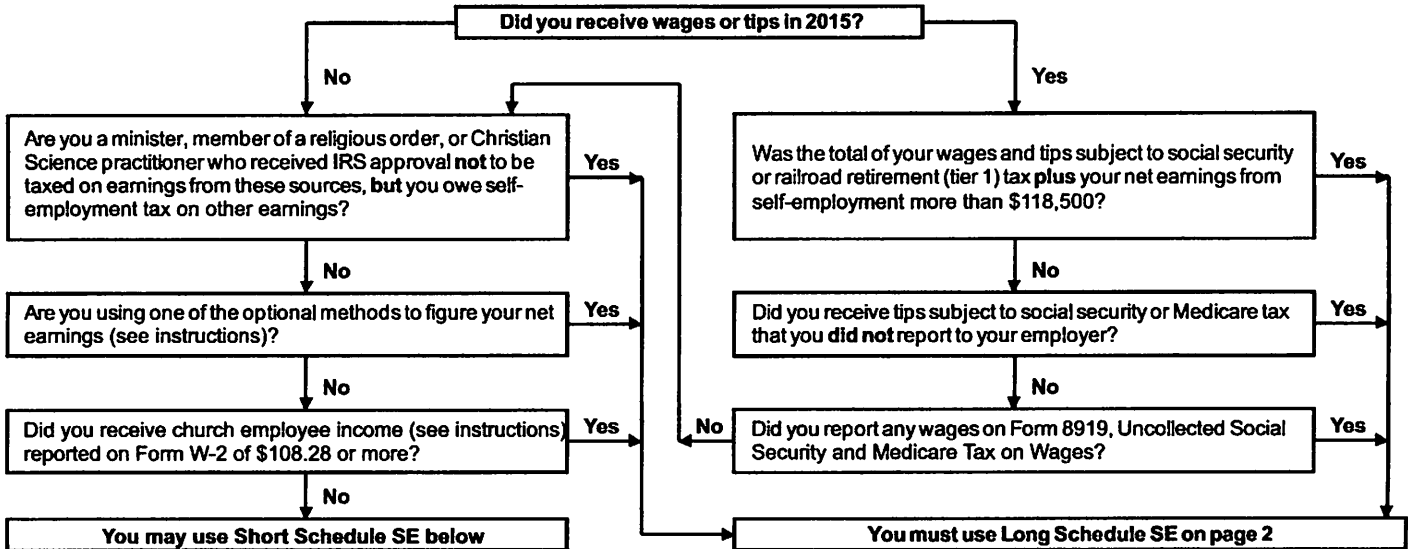 Did you receive wages or tips in 2015?
No
Yes
Are you a minister, member of a religious order, or Christian
Science practitioner who received IRS approval not to be
taxed on earnings from these sources, but you owe self-
employment tax on other earnings?
Yes
Was the total of your wages and tips subject to social security
or railroad retirement (tier 1) tax plus your net earnings from
self-employment more than $118,500?
Yes
No
No
Are you using one of the optional methods to figure your net
earnings (see instructions)?
Yes
Did you receive tips subject to social security or Medicare tax
that you did not report to your employer?
Yes
No
No
Did you receive church employee income (see instructions)
reported on Form W-2 of $108.28 or more?
Yes
No
Did you report any wages on Form 8919, Uncollected Social
Security and Medicare Tax on Wages?
Yes
No
You may use Short Schedule SE below
You must use Long Schedule SE on page 2